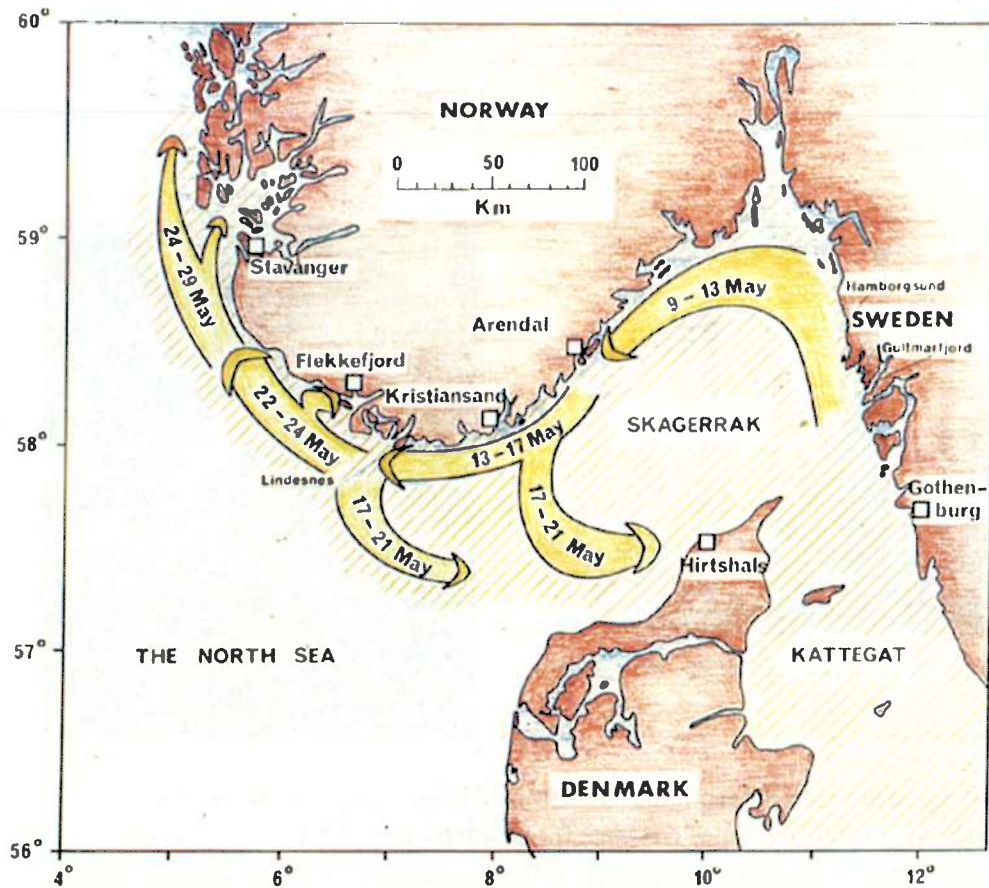 60°
NORWAY
0 50 100
Km
59°
24–29 May
Stavanger
9–13 May
Hamborgsund
SWEDEN
Arendal
Gullmarfjord
Flekkefjord
Kristiansand
22–24 May
SKAGERRAK
58°
13–17 May
Lindesnes
Gothen-
burg
17–21 May
17–21 May
Hirtshals
57°
THE NORTH SEA
KATTEGAT
DENMARK
56°
4° 6° 8° 10° 12°